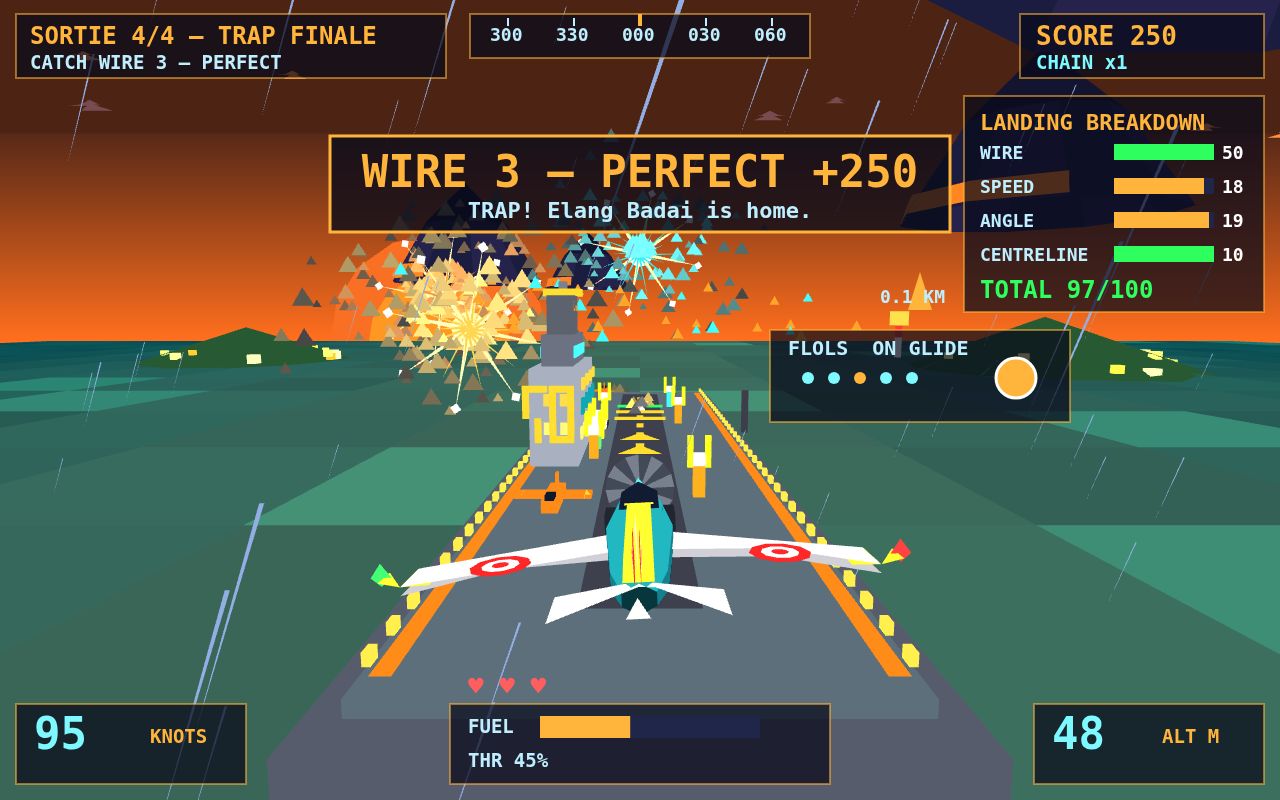 SORTIE 4/4 — TRAP FINALE
CATCH WIRE 3 — PERFECT
300 330 000 030 060
SCORE 250
CHAIN x1
WIRE 3 — PERFECT +250
TRAP! Elang Badai is home.
LANDING BREAKDOWN
WIRE 50
SPEED 18
ANGLE 19
CENTRELINE 10
TOTAL 97/100
0.1 KM
FLOLS ON GLIDE
50
95 KNOTS
FUEL
THR 45%
48 ALT M